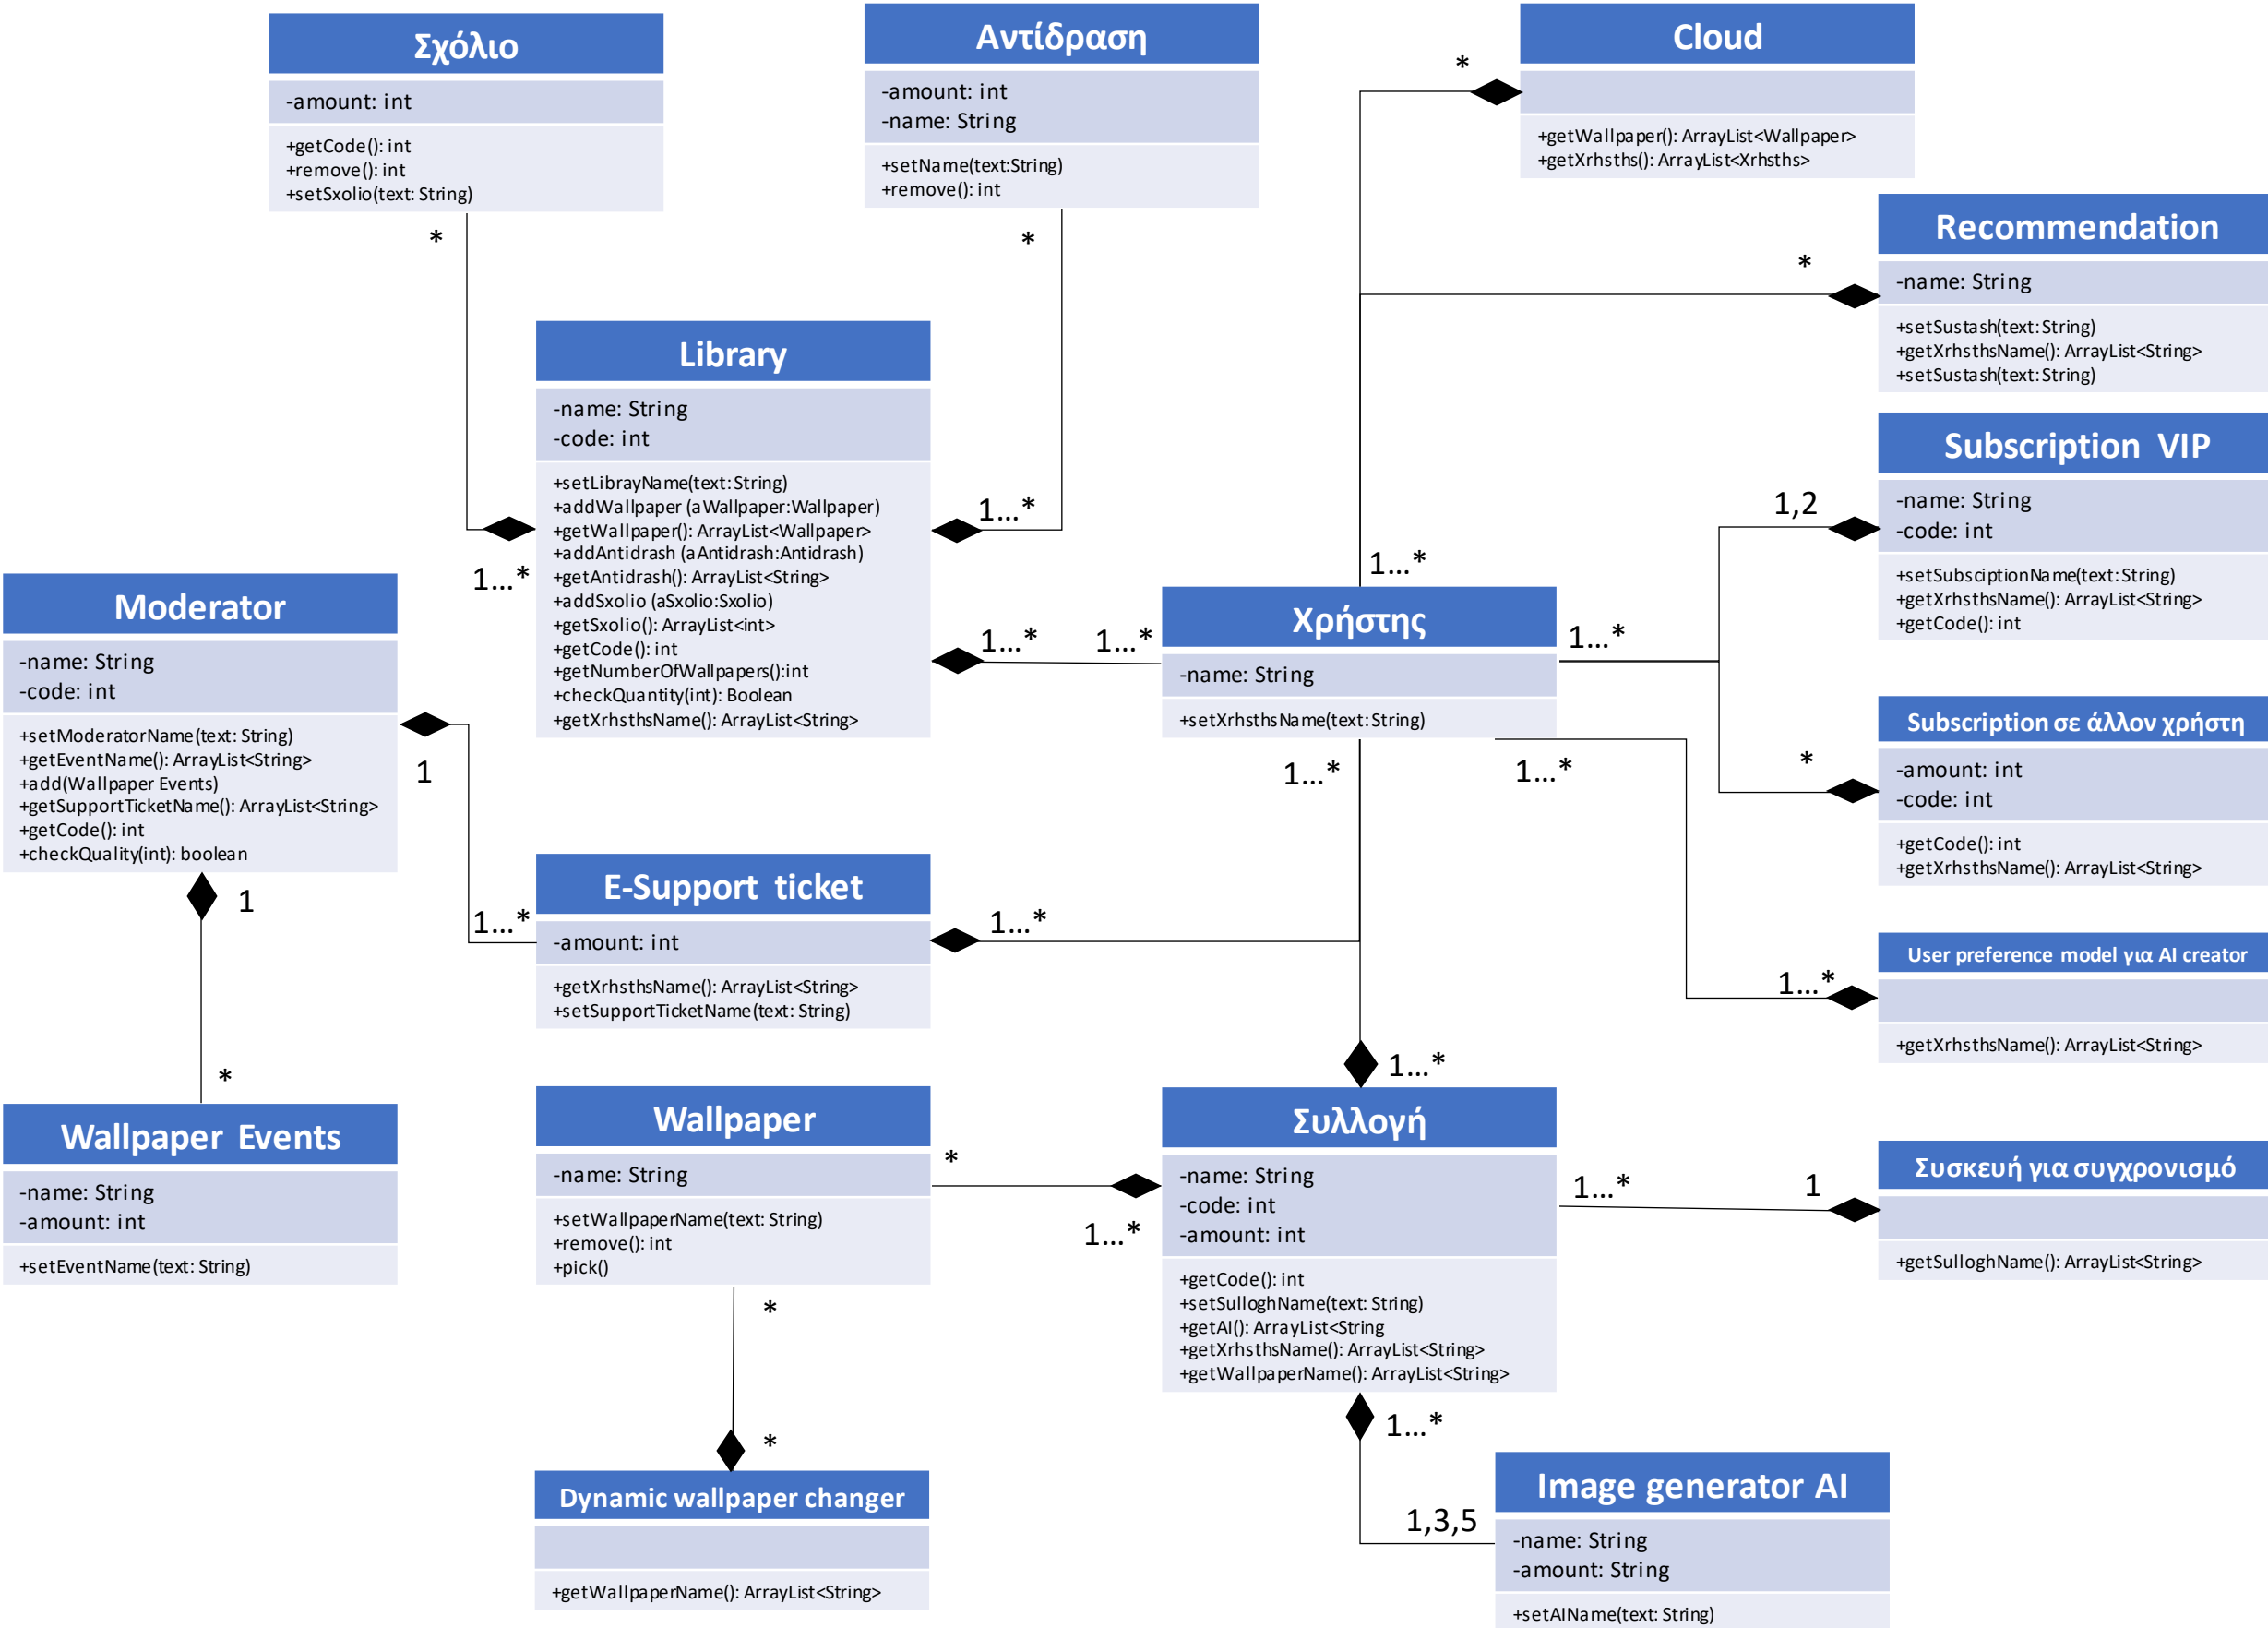 Σχόλιο
-amount: int
+getCode(): int
+remove(): int
+setSxolio(text: String)
*
Αντίδραση
-amount: int
-name: String
+setName(text:String)
+remove(): int
*
Cloud
+getWallpaper(): ArrayList<Wallpaper>
+getXrhsths(): ArrayList<Xrhsths>
*
Recommendation
-name: String
+setSustash(text:String)
+getXrhsthsName(): ArrayList<String>
+setSustash(text:String)
*
Library
-name: String
-code: int
+setLibrayName(text:String)
+addWallpaper (aWallpaper:Wallpaper)
+getWallpaper(): ArrayList<Wallpaper>
+addAntidrash (aAntidrash:Antidrash)
+getAntidrash(): ArrayList<String>
+addSxolio (aSxolio:Sxolio)
+getSxolio(): ArrayList<int>
+getCode(): int
+getNumberOfWallpapers():int
+checkQuantity(int): Boolean
+getXrhsthsName(): ArrayList<String>
1...*
1...*
1...*
1...*
Subscription VIP
-name: String
-code: int
+setSubsciptionName(text:String)
+getXrhsthsName(): ArrayList<String>
+getCode(): int
1,2
Moderator
-name: String
-code: int
+setModeratorName(text: String)
+getEventName(): ArrayList<String>
+add(Wallpaper Events)
+getSupportTicketName(): ArrayList<String>
+getCode(): int
+checkQuality(int): boolean
1
1
Χρήστης
-name: String
+setXrhsthsName(text:String)
1...*
1...*
1...*
1...*
Subscription σε άλλον χρήστη
-amount: int
-code: int
+getCode(): int
+getXrhsthsName(): ArrayList<String>
*
E-Support ticket
-amount: int
+getXrhsthsName(): ArrayList<String>
+setSupportTicketName(text: String)
1...*
1...*
User preference model για AI creator
+getXrhsthsName(): ArrayList<String>
1...*
Wallpaper Events
-name: String
-amount: int
+setEventName(text: String)
*
Wallpaper
-name: String
+setWallpaperName(text: String)
+remove(): int
+pick()
*
*
Συλλογή
-name: String
-code: int
-amount: int
+getCode(): int
+setSulloghName(text: String)
+getAI(): ArrayList<String
+getXrhsthsName(): ArrayList<String>
+getWallpaperName(): ArrayList<String>
1...*
1...*
1...*
1...*
Συσκευή για συγχρονισμό
+getSulloghName(): ArrayList<String>
1
Dynamic wallpaper changer
+getWallpaperName(): ArrayList<String>
*
Image generator AI
-name: String
-amount: String
+setAIName(text: String)
1,3,5